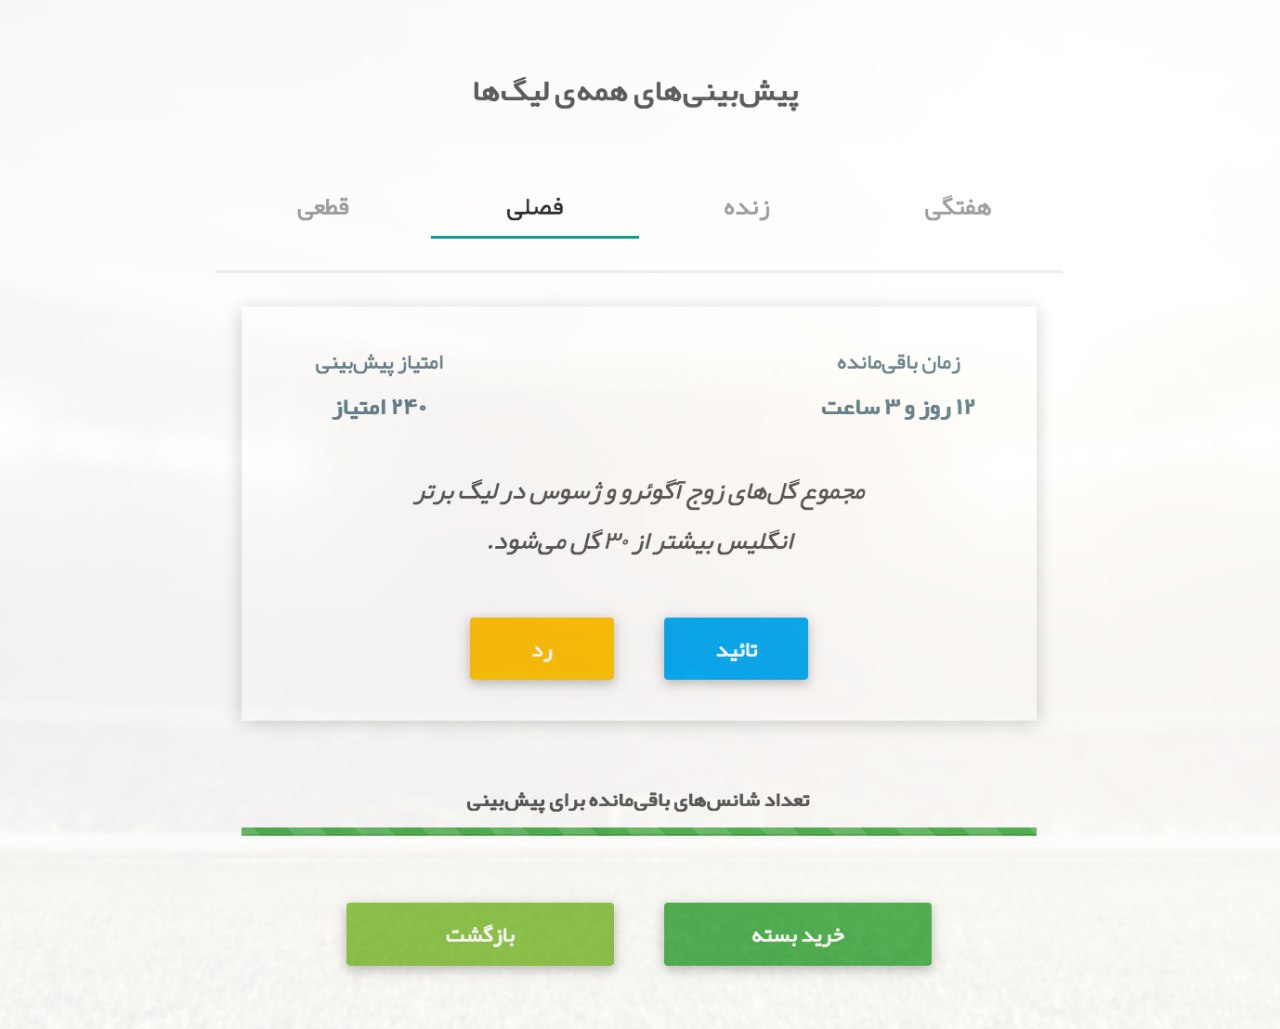 پیش‌بینی‌های همه‌ی لیگ‌ها
هفتگی
زنده
فصلی
قطعی
زمان باقی‌مانده
۱۲ روز و ۳ ساعت
امتیاز پیش‌بینی
۲۴۰ امتیاز
مجموع گل‌های زوج آگوئرو و ژسوس در لیگ برتر
انگلیس بیشتر از ۳۰ گل می‌شود.
تائید
رد
تعداد شانس‌های باقی‌مانده برای پیش‌بینی
خرید بسته
بازگشت